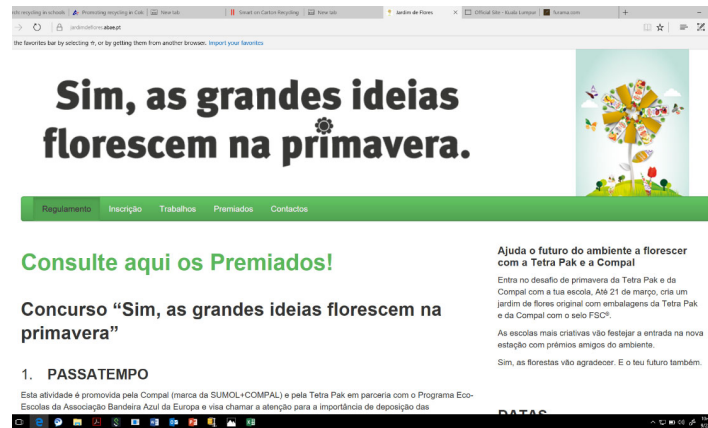 Promoting recycling in Cek
New tab
Smart on Carton Recycling
New tab
Jardim de Flores
Official Site - Kuala Lumpur
furama.com
jardimdeflores.abae.pt
the favorites bar by selecting ☆, or by getting them from another browser. Import your favorites
Sim, as grandes ideias
florescem na primavera.
Regulamento Inscrição Trabalhos Premiados Contactos
Consulte aqui os Premiados!
Concurso “Sim, as grandes ideias florescem na
primavera”
1. PASSATEMPO
Esta atividade é promovida pela Compal (marca da SUMOL+COMPAL) e pela Tetra Pak em parceria com o Programa Eco-
Escolas da Associação Bandeira Azul da Europa e visa chamar a atenção para a importância de deposição das
Ajuda o futuro do ambiente a florescer
com a Tetra Pak e a Compal
Entra no desafio de primavera da Tetra Pak e da
Compal com a tua escola, Até 21 de março, cria um
jardim de flores original com embalagens da Tetra Pak
e da Compal com o selo FSC®.
As escolas mais criativas vão festejar a entrada na nova
estação com prémios amigos do ambiente.
Sim, as florestas vão agradecer. E o teu futuro também.
DATAS